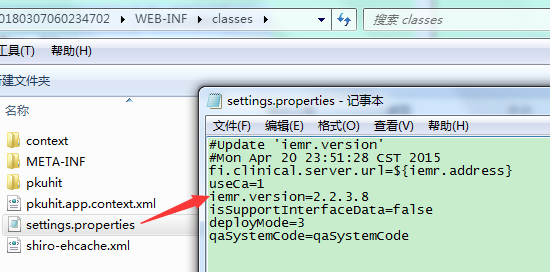 0180307060234702 ▸ WEB-INF ▸ classes ▸
搜索 classes
工具(T) 帮助(H)
建文件夹
名称
context
META-INF
pkuhit
pkuhit.app.context.xml
settings.properties
shiro-ehcache.xml
settings.properties - 记事本
文件(F) 编辑(E) 格式(O) 查看(V) 帮助(H)
#Update 'iemr.version'
#Mon Apr 20 23:51:28 CST 2015
fi.clinical.server.url=${iemr.address}
useCa=1
iemr.version=2.2.3.8
isSupportInterfaceData=false
deployMode=3
qaSystemCode=qaSystemCode